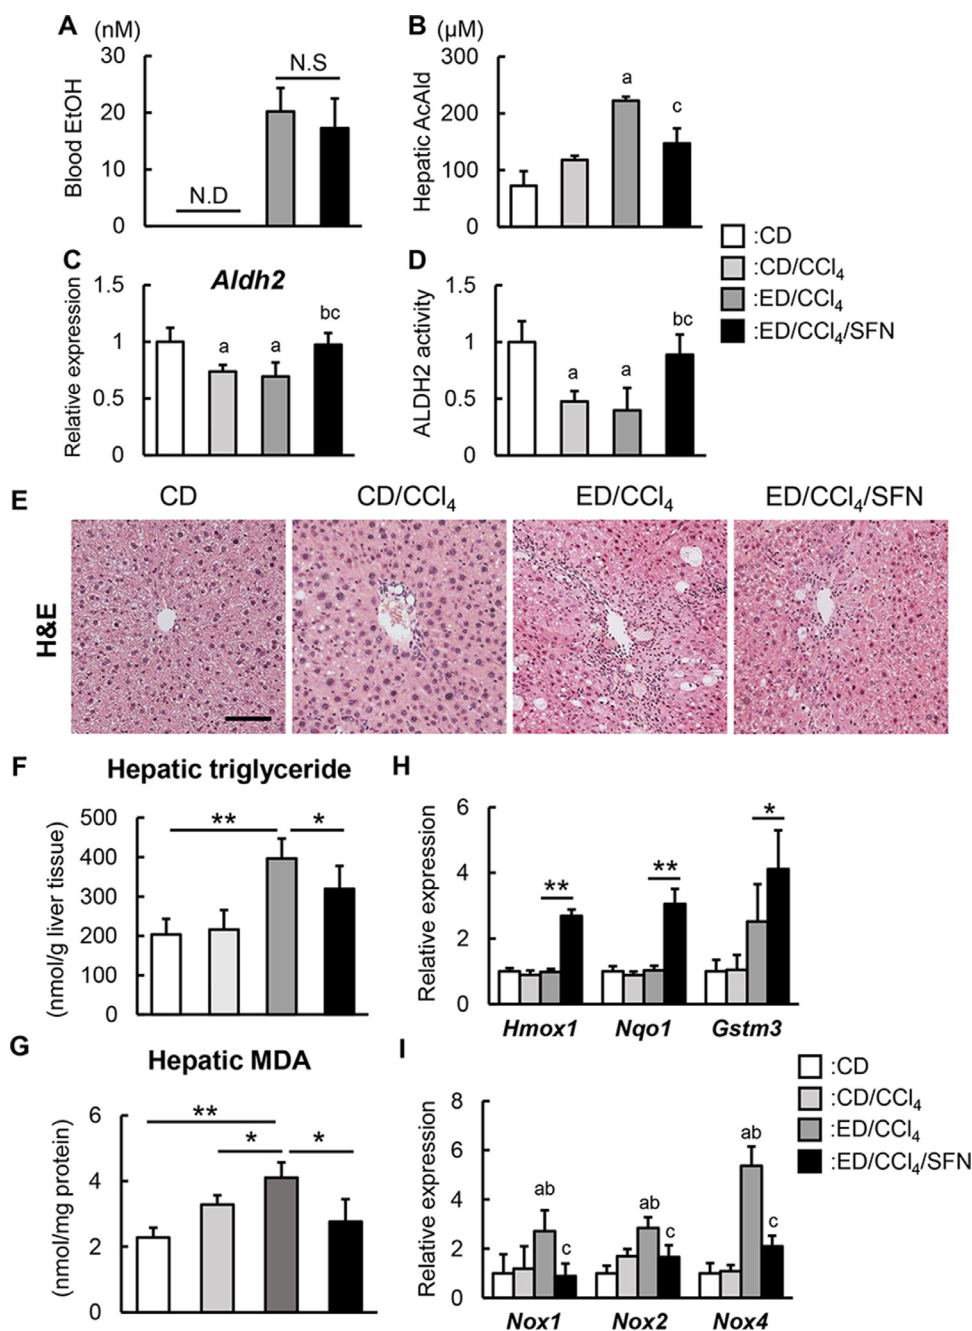 A (nM)
30
20
10
0
Blood EtOH
N.D
N.S
B (µM)
300
200
100
0
Hepatic AcAld
a
c
:CD
:CD/CCl₄
:ED/CCl₄
:ED/CCl₄/SFN
C Aldh2
1.5
1
0.5
0
Relative expression
a
a
bc
D
1.5
1
0.5
0
ALDH2 activity
a
a
bc
E CD CD/CCl₄ ED/CCl₄ ED/CCl₄/SFN
H&E
F Hepatic triglyceride
500
400
300
200
100
0
(nmol/g liver tissue)
** *
H
6
4
2
0
Relative expression
** ** *
Hmox1 Nqo1 Gstm3
G Hepatic MDA
6
4
2
0
(nmol/mg protein)
**
* *
I
8
6
4
2
0
Relative expression
ab
c
ab
c
ab
c
Nox1 Nox2 Nox4
:CD
:CD/CCl₄
:ED/CCl₄
:ED/CCl₄/SFN